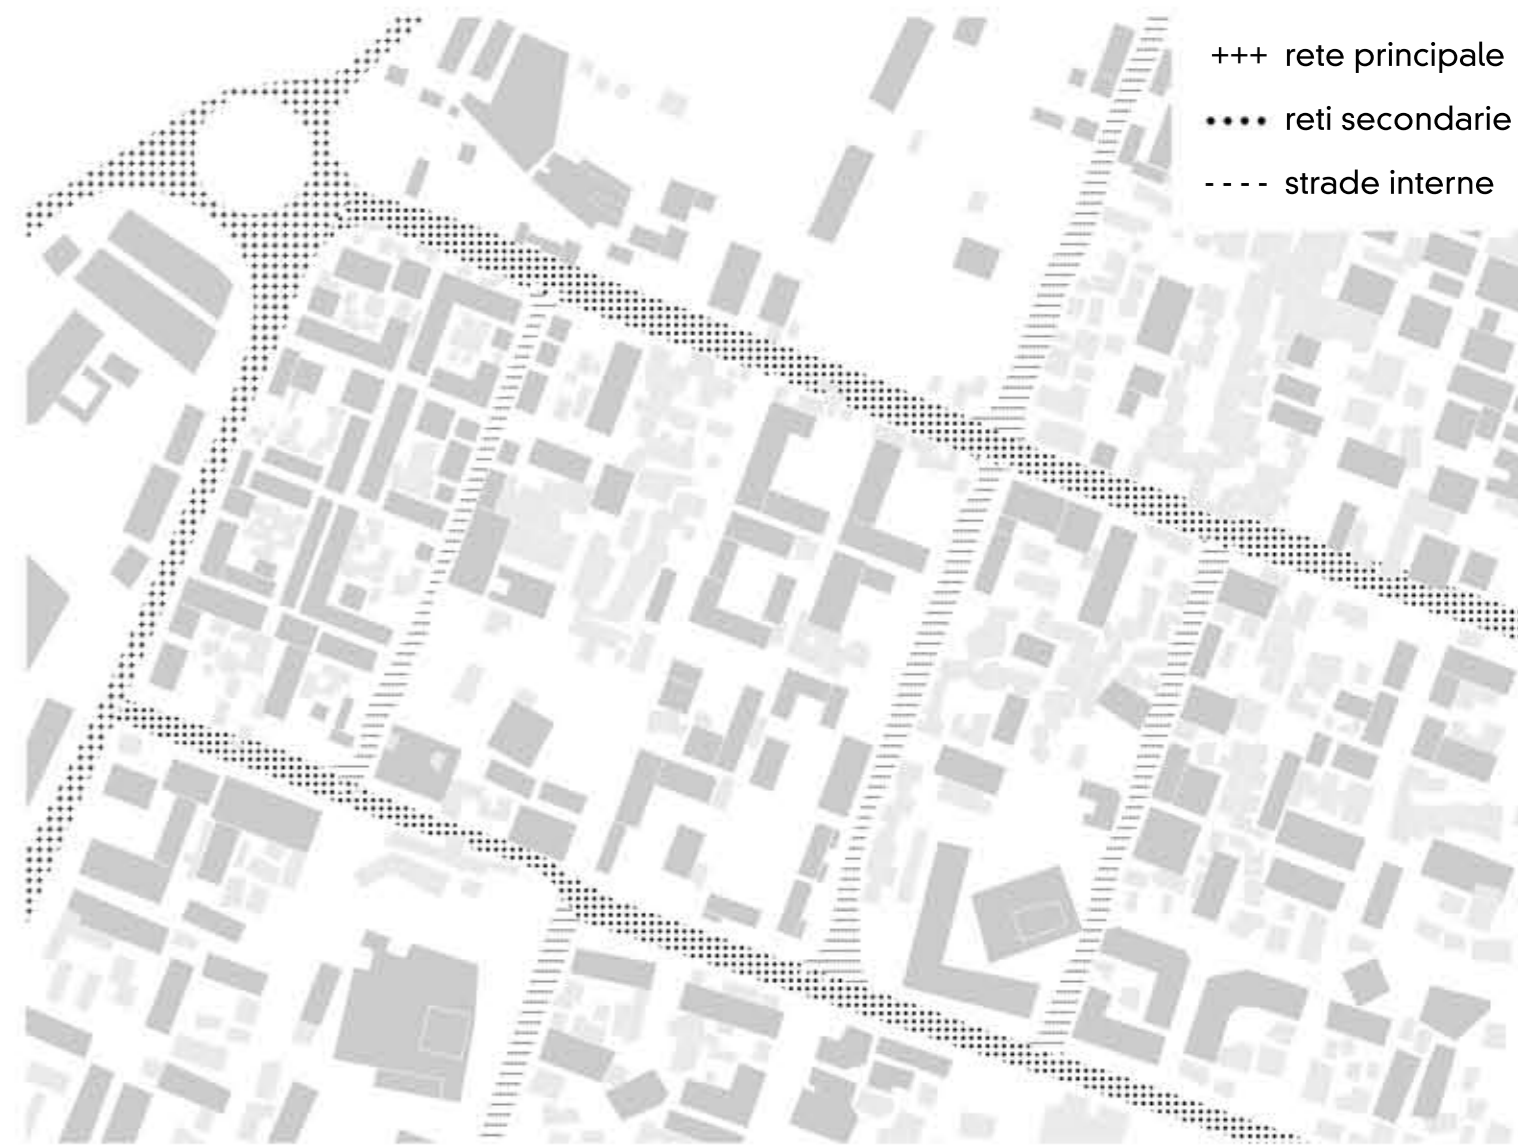 +++ rete principale
•••• reti secondarie
---- strade interne